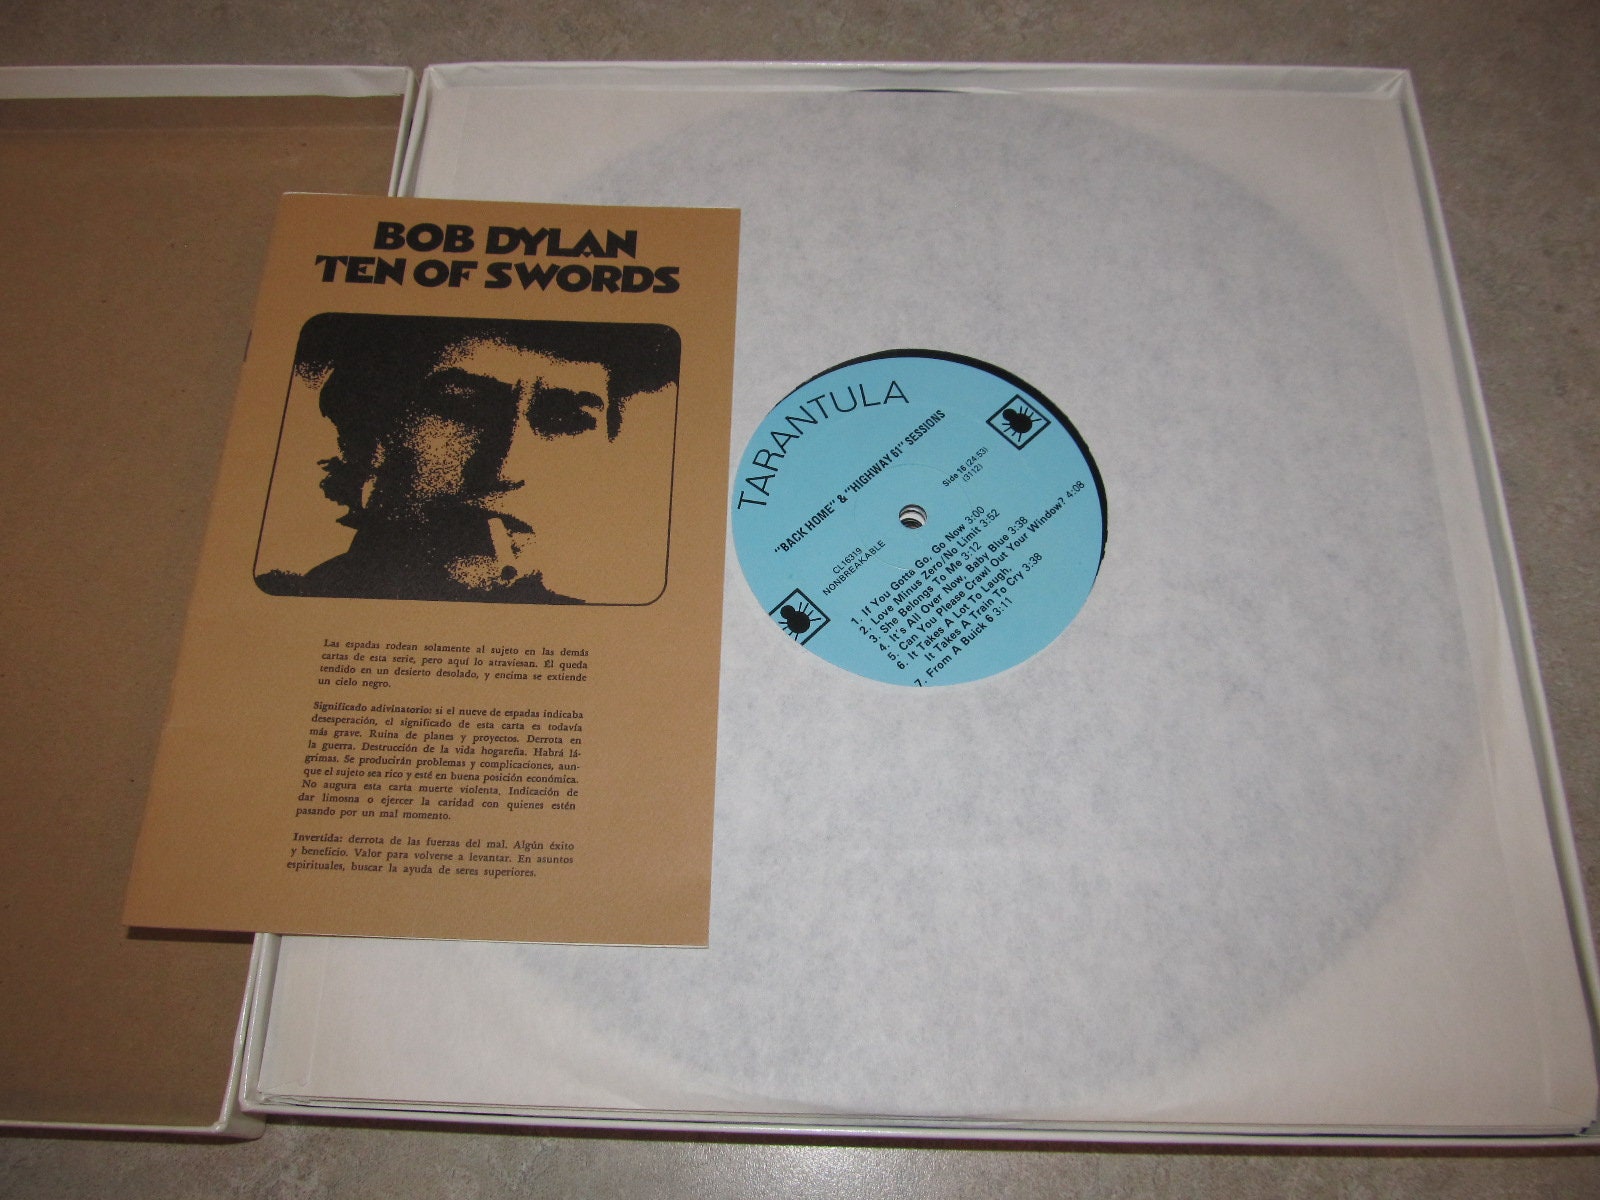 BOB DYLAN
TEN OF SWORDS
Las espadas rodean solamente al sujeto en las demás
cartas de esta serie, pero aquí lo atraviesan. Él queda
tendido en un desierto desolado, y encima se extiende
un cielo negro.
Significado adivinatorio: si el nueve de espadas indicaba
desesperación, el significado de esta carta es todavía
más grave. Ruina de planes y proyectos. Derrota en
la guerra. Destrucción de la vida hogareña. Habrá lá-
grimas. Se producirán problemas y complicaciones, aun-
que el sujeto sea rico y esté en buena posición económica.
No augura esta carta muerte violenta. Indicación de
dar limosna o ejercer la caridad con quienes estén
pasando por un mal momento.
Invertida: derrota de las fuerzas del mal. Algún éxito
y beneficio. Valor para volverse a levantar. En asuntos
espirituales, buscar la ayuda de seres superiores.
TARANTULA
"BACK HOME" & "HIGHWAY 61" SESSIONS
Side 16 (24:53)
(3112)
CL16319
NONBREAKABLE
1. If You Gotta Go, Go Now 3:00
2. Love Minus Zero/No Limit 3:52
3. She Belongs To Me 3:12
4. It's All Over Now, Baby Blue 3:38
5. Can You Please Crawl Out Your Window? 4:08
6. It Takes A Lot To Laugh,
It Takes A Train To Cry 3:38
7. From A Buick 6 3:11